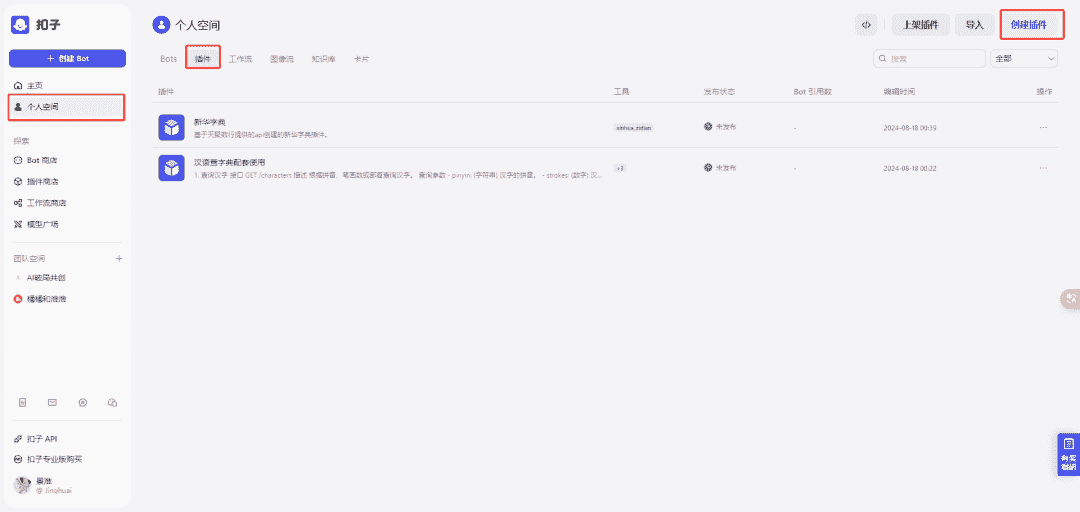 扣子
+ 创建 Bot
主页
个人空间
探索
Bot 商店
插件商店
工作流商店
模型广场
团队空间 +
AI破局共创
扣子 API
扣子专业版购买
@ Jinghuai
个人空间
</> 上架插件 导入 创建插件
Bots 插件 工作流 图像流 知识库 卡片
搜索 全部
插件 工具 发布状态 Bot 引用数 编辑时间 操作
新华字典
基于天聚数行提供的api创建的新华字典插件。
xinhua_zidian 未发布 - 2024-08-18 00:39 ...
汉语言字典配套使用
1. 查询汉字 接口 GET /characters 描述 根据拼音、笔画数或部首查询汉字。 查询参数 - pinyin: (字符串) 汉字的拼音。 - strokes: (数字) 汉...
+3 未发布 - 2024-08-18 00:22 ...